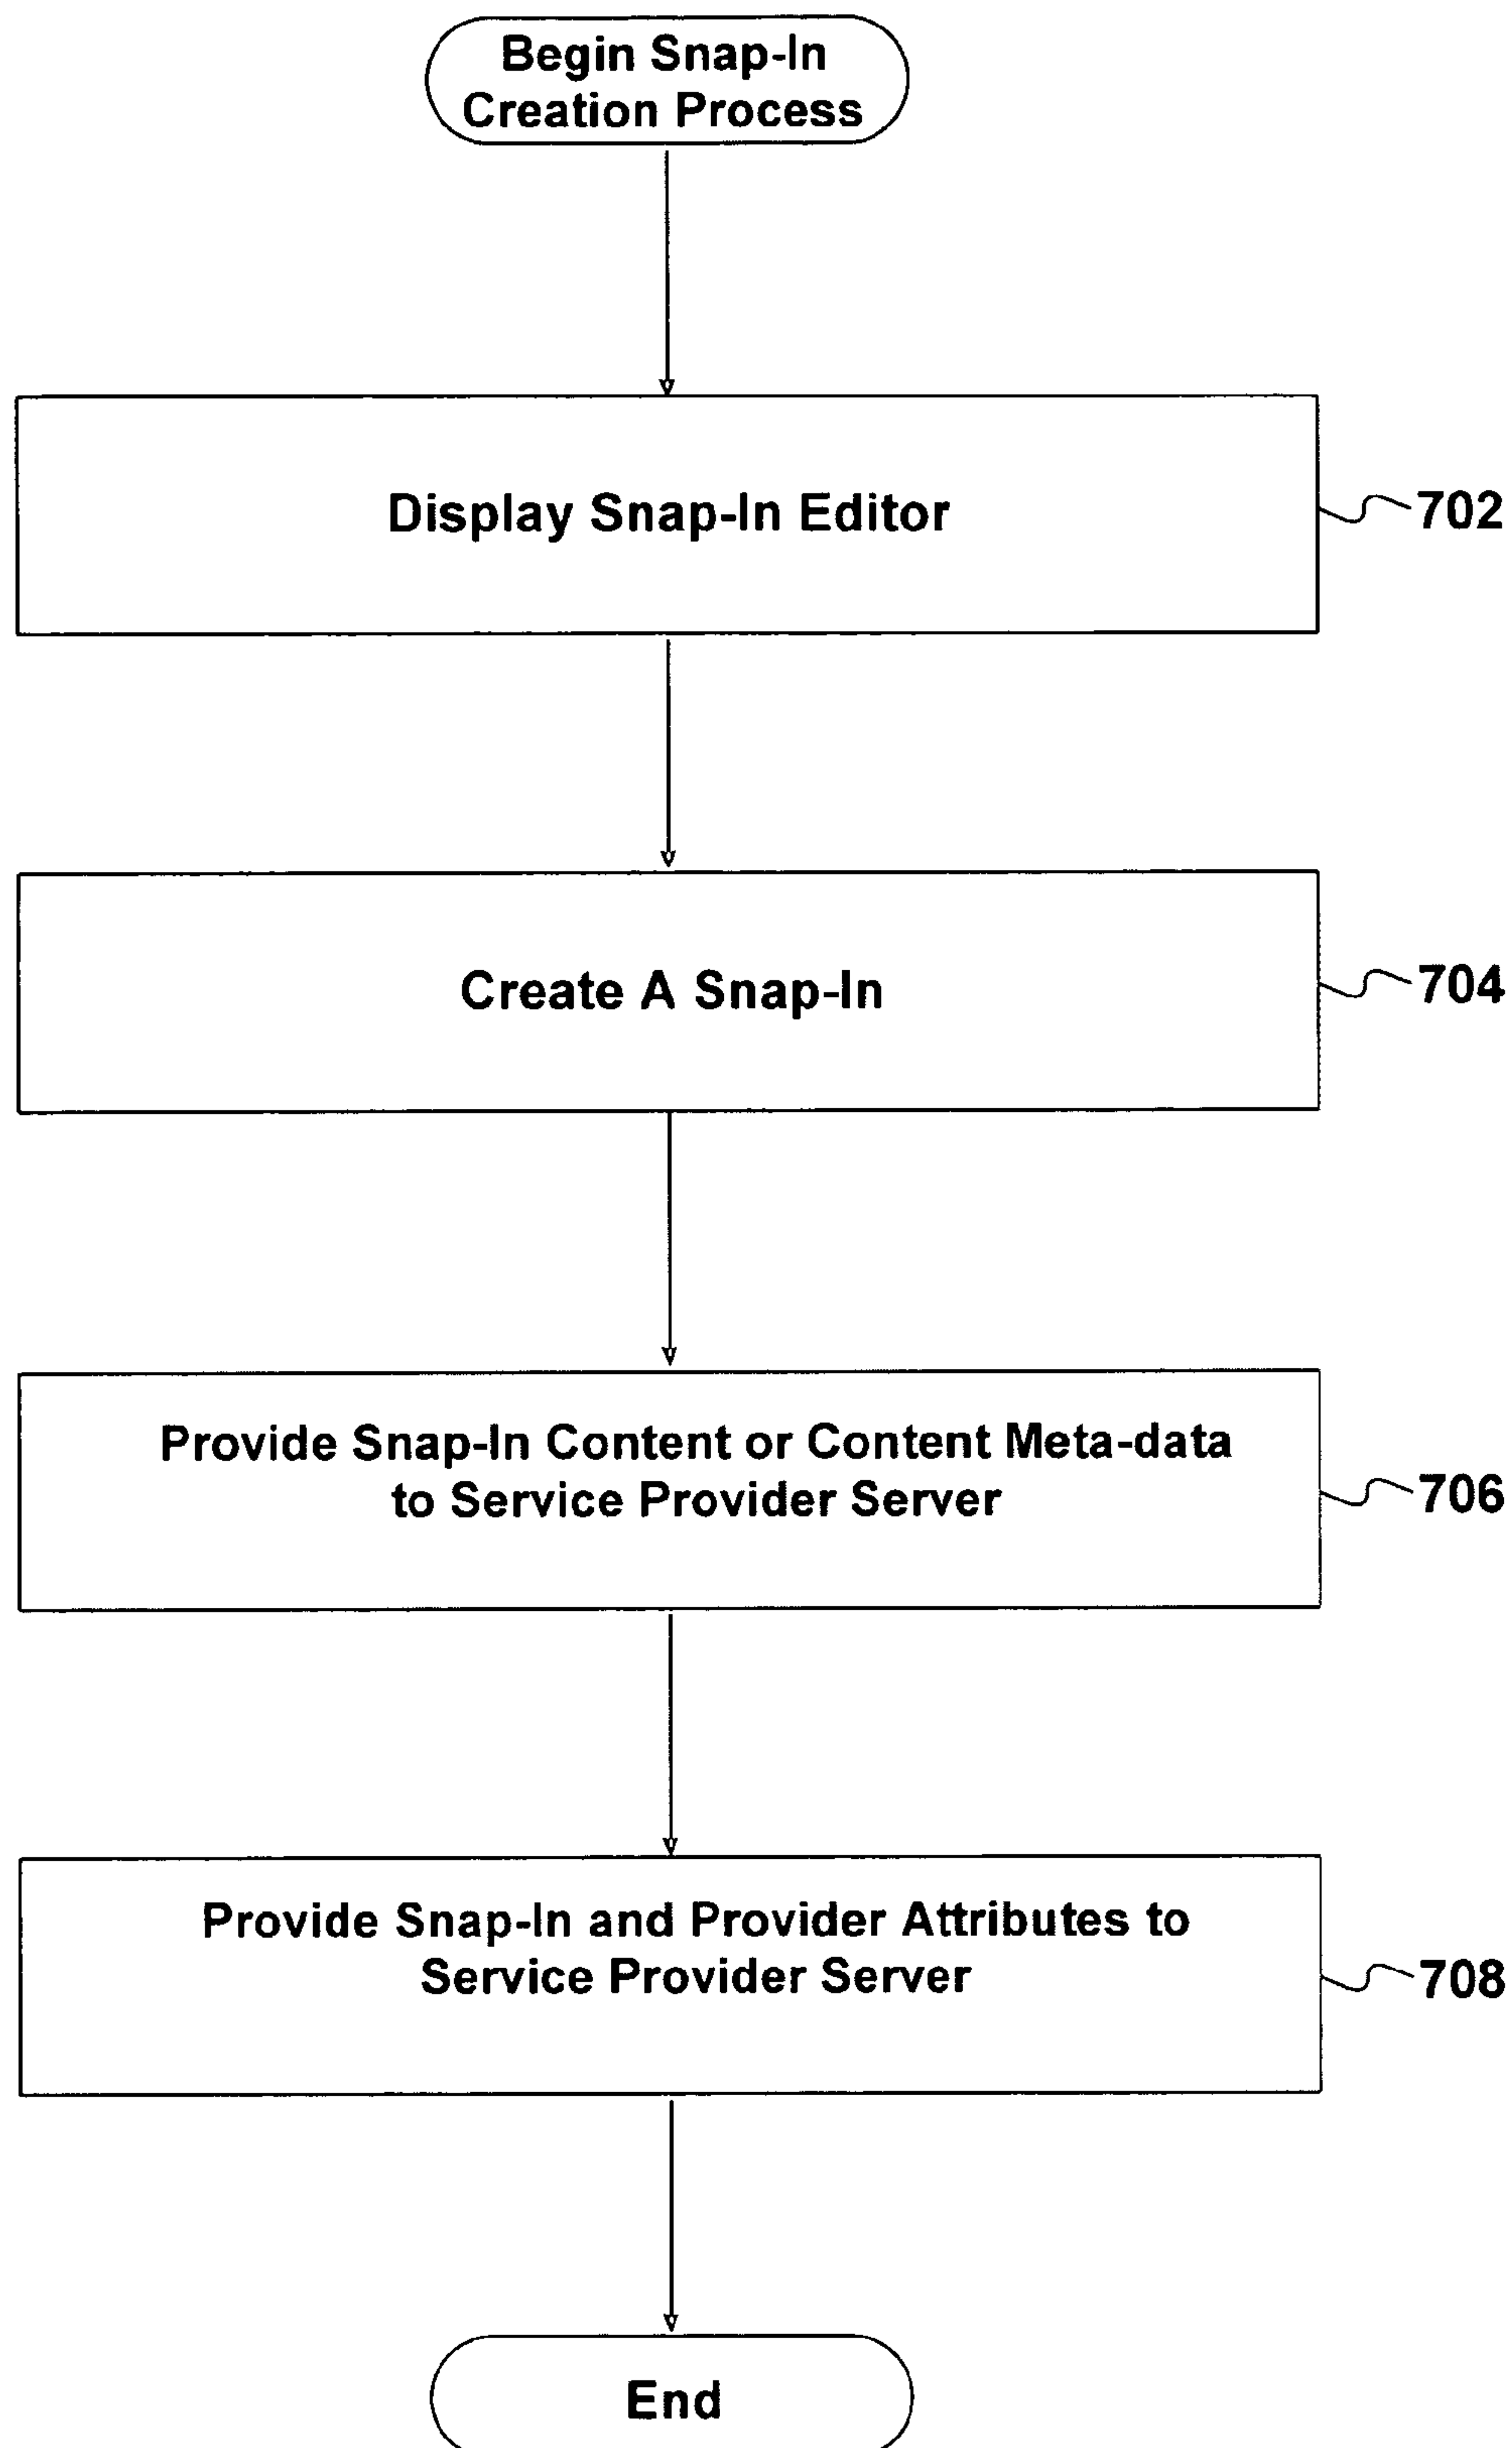 Begin Snap-In
Creation Process
Display Snap-In Editor
702
Create A Snap-In
704
Provide Snap-In Content or Content Meta-data
to Service Provider Server
706
Provide Snap-In and Provider Attributes to
Service Provider Server
708
End